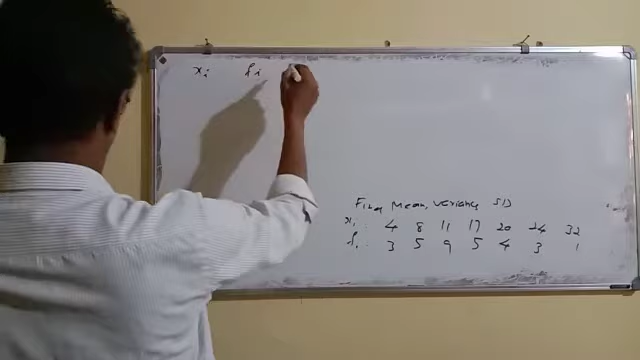 xi fi
Find Mean, Variance SD
xi : 4 8 11 17 20 24 32
fi : 3 5 9 5 4 3 1